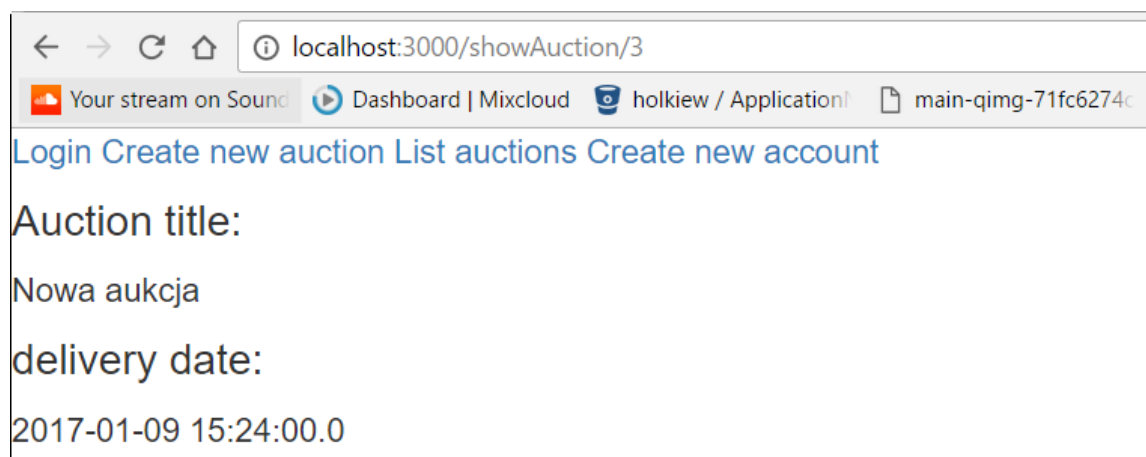 localhost:3000/showAuction/3
Your stream on Sound Dashboard | Mixcloud holkiew / Application main-qimg-71fc6274
Login Create new auction List auctions Create new account
Auction title:
Nowa aukcja
delivery date:
2017-01-09 15:24:00.0